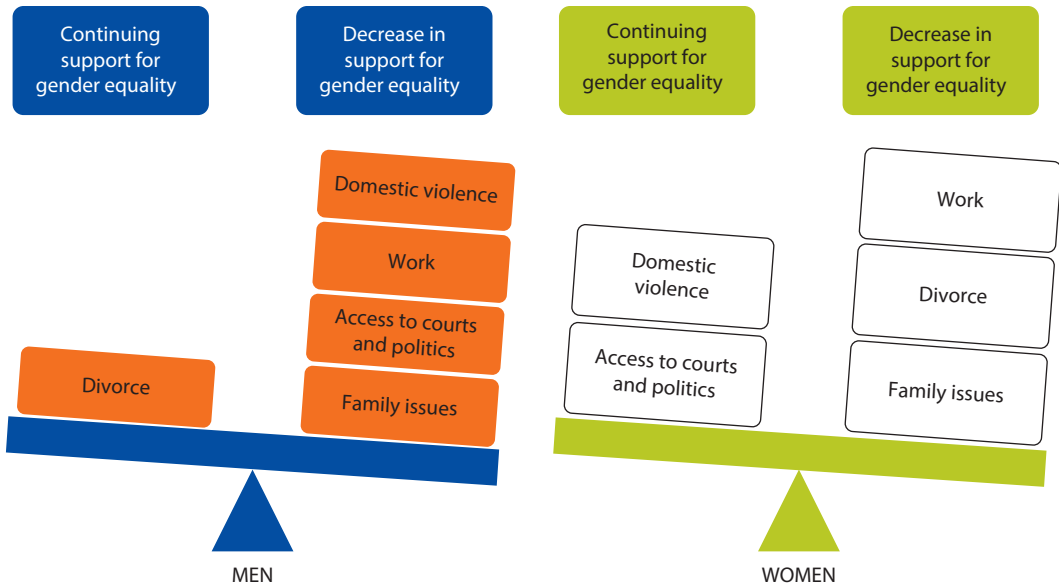 Continuing
support for
gender equality
Decrease in
support for
gender equality
Continuing
support for
gender equality
Decrease in
support for
gender equality
Domestic violence
Work
Access to courts
and politics
Divorce
Family issues
MEN
Work
Domestic
violence
Divorce
Access to courts
and politics
Family issues
WOMEN